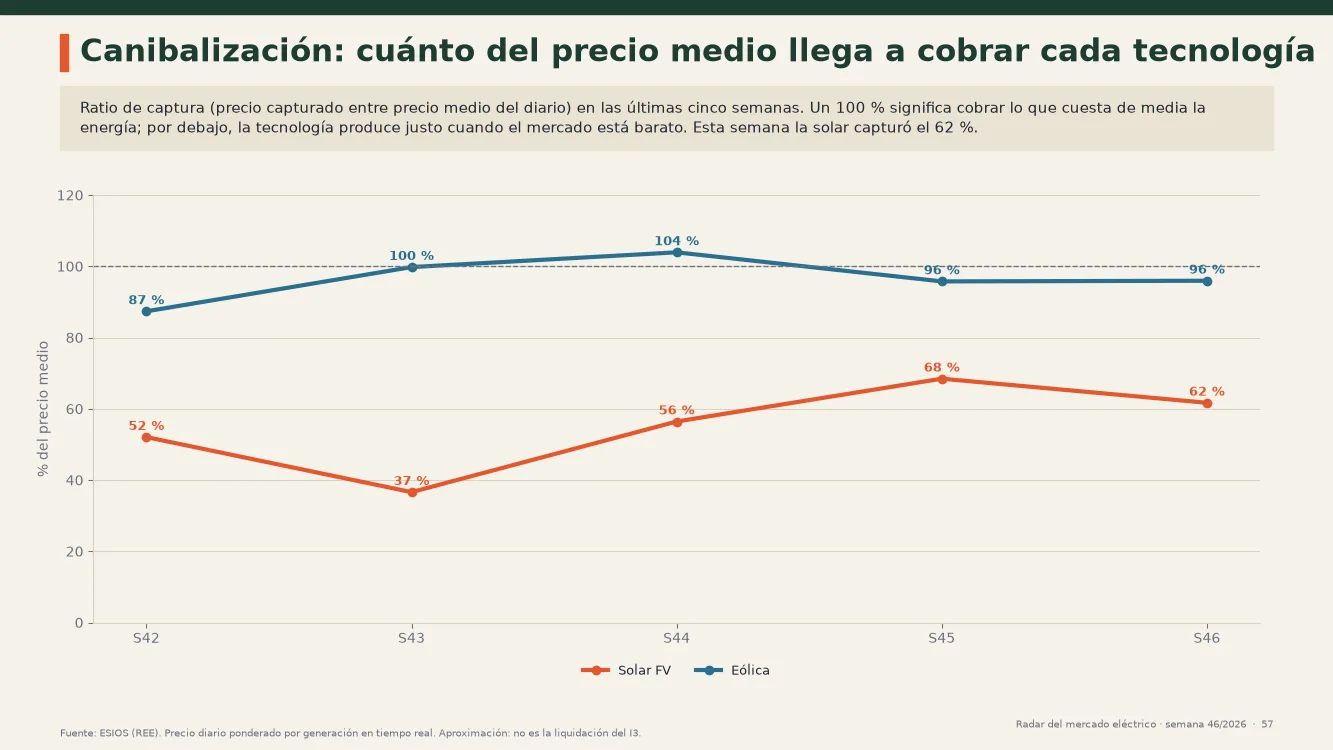 Canibalización: cuánto del precio medio llega a cobrar cada tecnología
Ratio de captura (precio capturado entre precio medio del diario) en las últimas cinco semanas. Un 100 % significa cobrar lo que cuesta de media la
energía; por debajo, la tecnología produce justo cuando el mercado está barato. Esta semana la solar capturó el 62 %.
% del precio medio
120
100
80
60
40
20
0
87 %
100 %
104 %
96 %
96 %
52 %
37 %
56 %
68 %
62 %
S42
S43
S44
S45
S46
Solar FV
Eólica
Fuente: ESIOS (REE). Precio diario ponderado por generación en tiempo real. Aproximación: no es la liquidación del I3.
Radar del mercado eléctrico · semana 46/2026 · 57